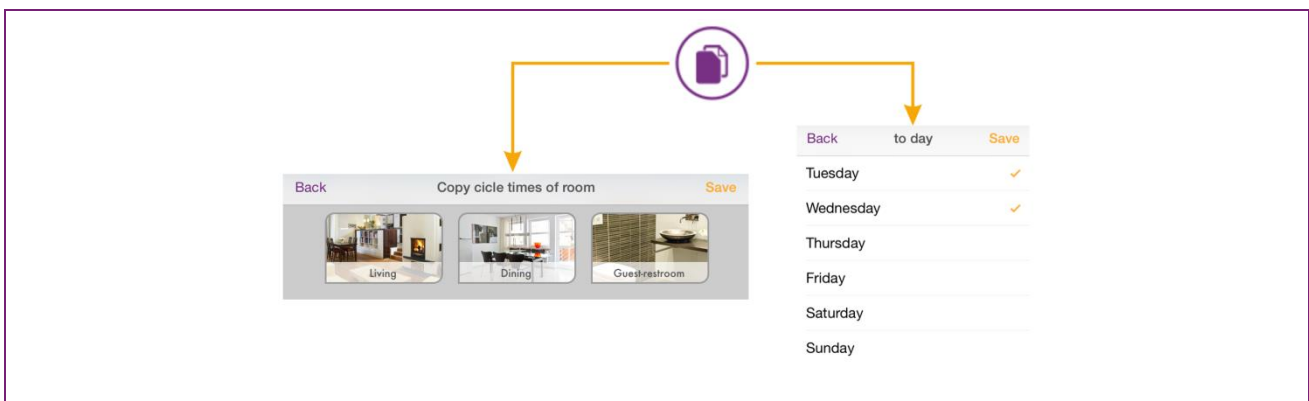 Back Copy cicle times of room Save
Living Dining Guest-restroom
Back to day Save
Tuesday
Wednesday
Thursday
Friday
Saturday
Sunday